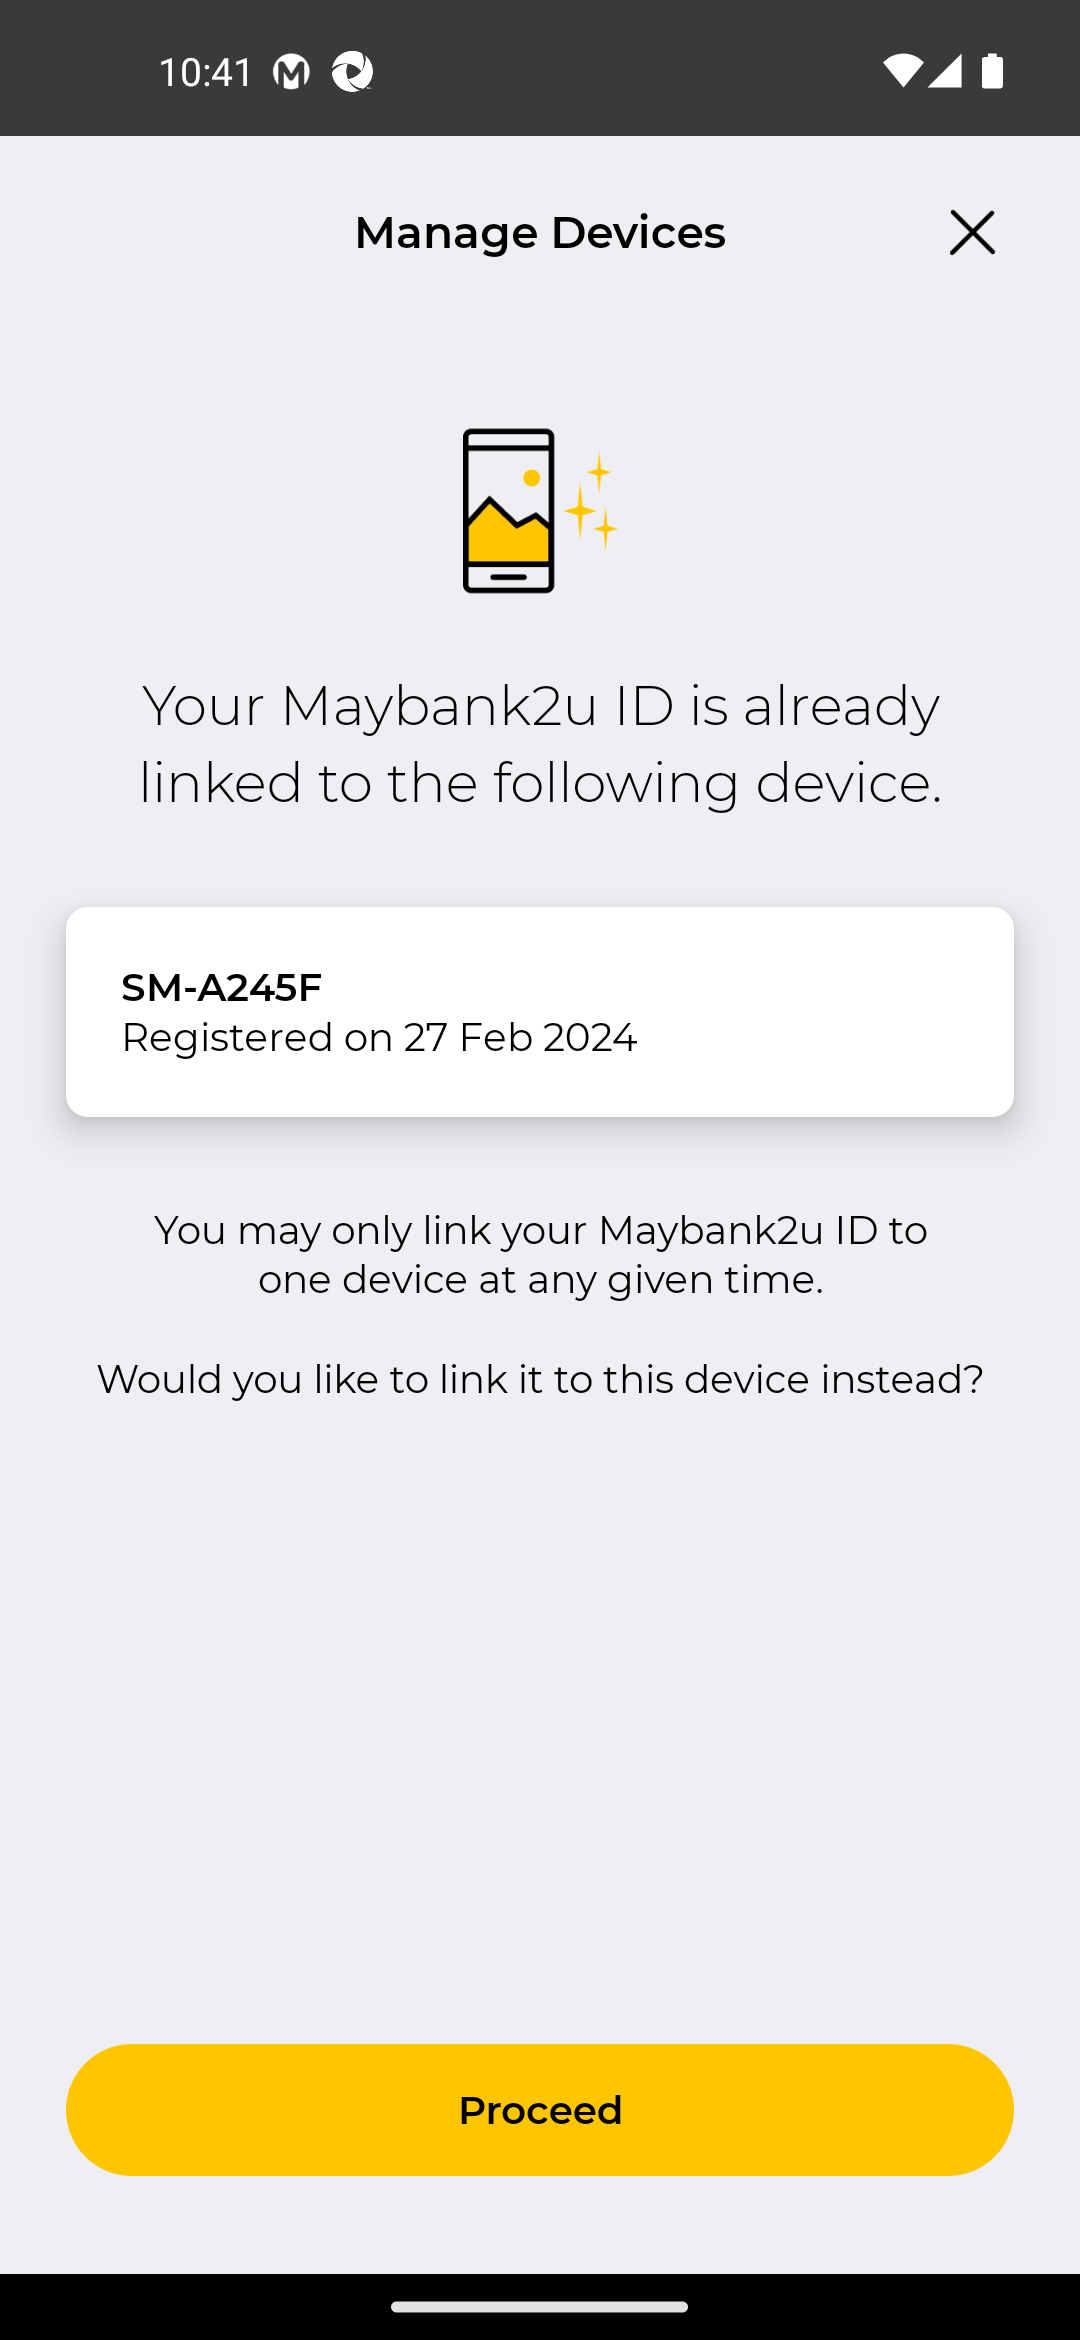 10:41
Manage Devices
Your Maybank2u ID is already
linked to the following device.
SM-A245F
Registered on 27 Feb 2024
You may only link your Maybank2u ID to
one device at any given time.
Would you like to link it to this device instead?
Proceed